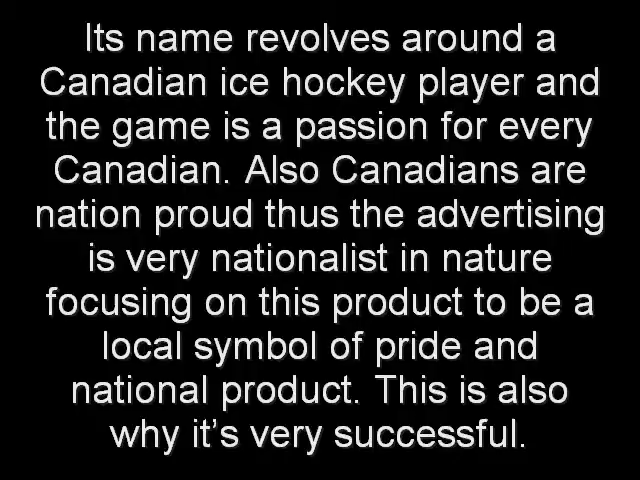 Its name revolves around a
Canadian ice hockey player and
the game is a passion for every
Canadian. Also Canadians are
nation proud thus the advertising
is very nationalist in nature
focusing on this product to be a
local symbol of pride and
national product. This is also
why it’s very successful.